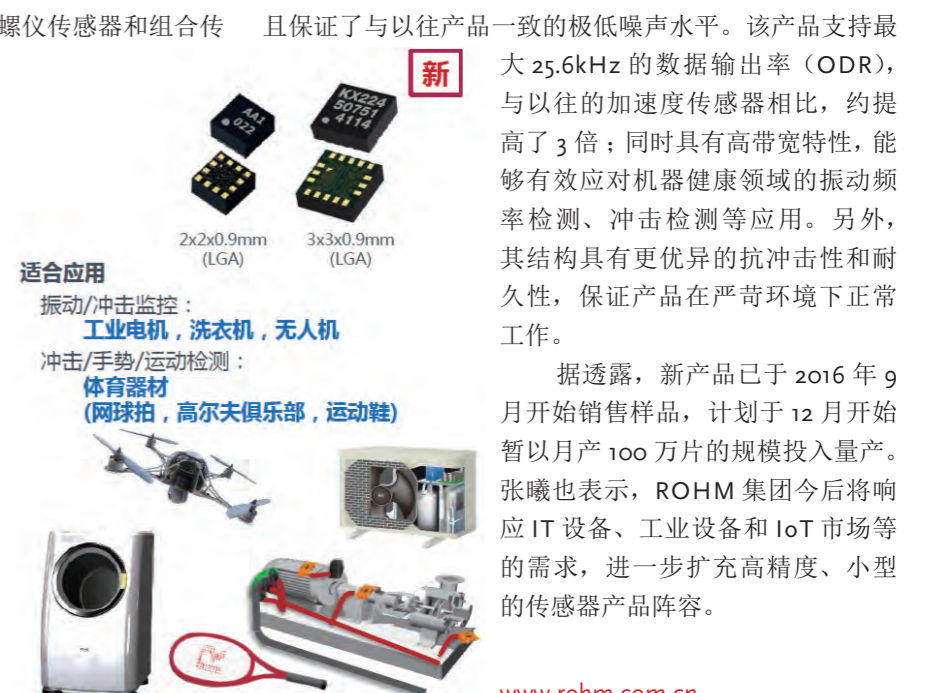 螺仪传感器和组合传
且保证了与以往产品一致的极低噪声水平。该产品支持最
大 25.6kHz 的数据输出率（ODR），
与以往的加速度传感器相比，约提
高了 3 倍；同时具有高带宽特性，能
够有效应对机器健康领域的振动频
率检测、冲击检测等应用。另外，
其结构具有更优异的抗冲击性和耐
久性，保证产品在严苛环境下正常
工作。
据透露，新产品已于 2016 年 9
月开始销售样品，计划于 12 月开始
暂以月产 100 万片的规模投入量产。
张曦也表示，ROHM 集团今后将响
应 IT 设备、工业设备和 IoT 市场等
的需求，进一步扩充高精度、小型
的传感器产品阵容。
www.rohm.com.cn
新
AAI
022
KX224
50751
4114
2x2x0.9mm
(LGA)
3x3x0.9mm
(LGA)
适合应用
振动/冲击监控：
工业电机，洗衣机，无人机
冲击/手势/运动检测：
体育器材
(网球拍，高尔夫俱乐部，运动鞋)